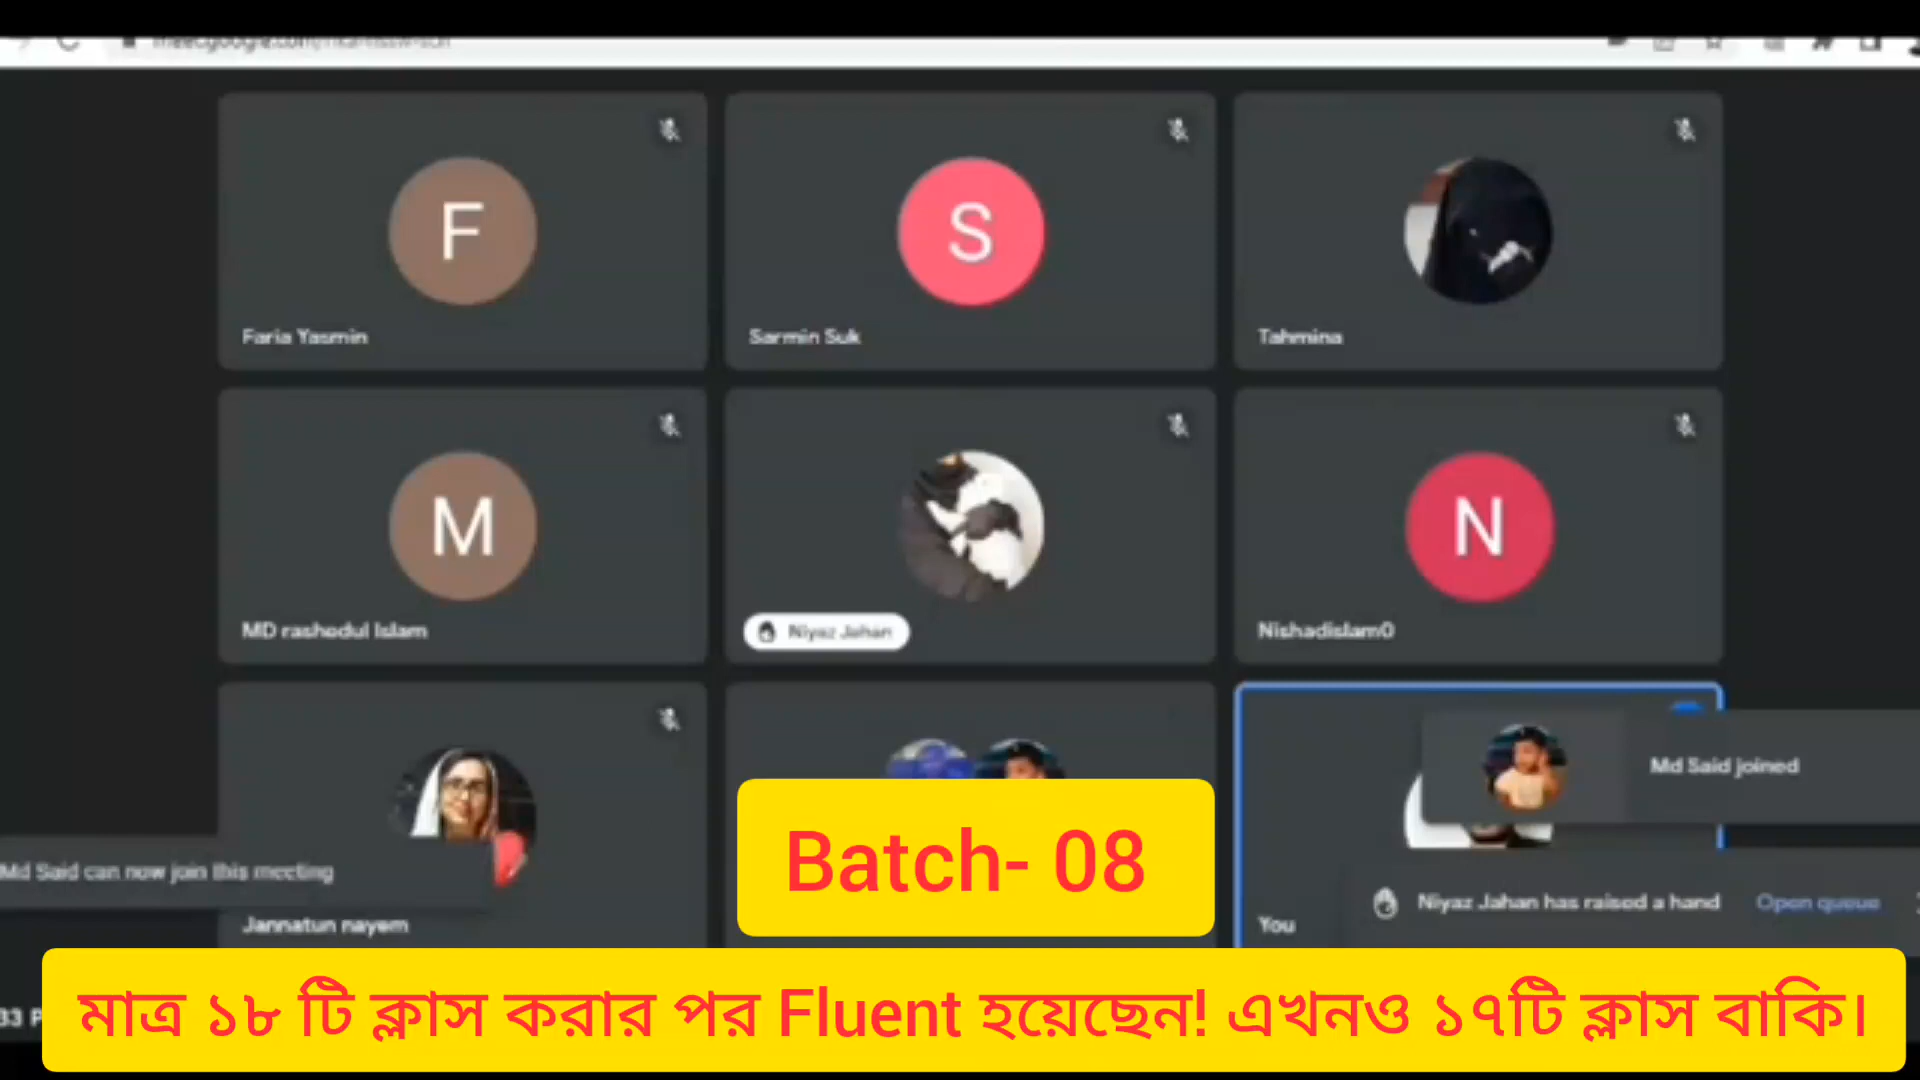 F
S
Faria Yasmin
Sarmin Suk
Tahmina
M
N
MD rashedul Islam
Niyaz Jahan
Nishadislam0
Md Said joined
Md Said can now join this meeting
Batch- 08
Niyaz Jahan has raised a hand
Open queue
Jannatun nayem
You
মাত্র ১৮ টি ক্লাস করার পর Fluent হয়েছেন! এখনও ১৭টি ক্লাস বাকি।